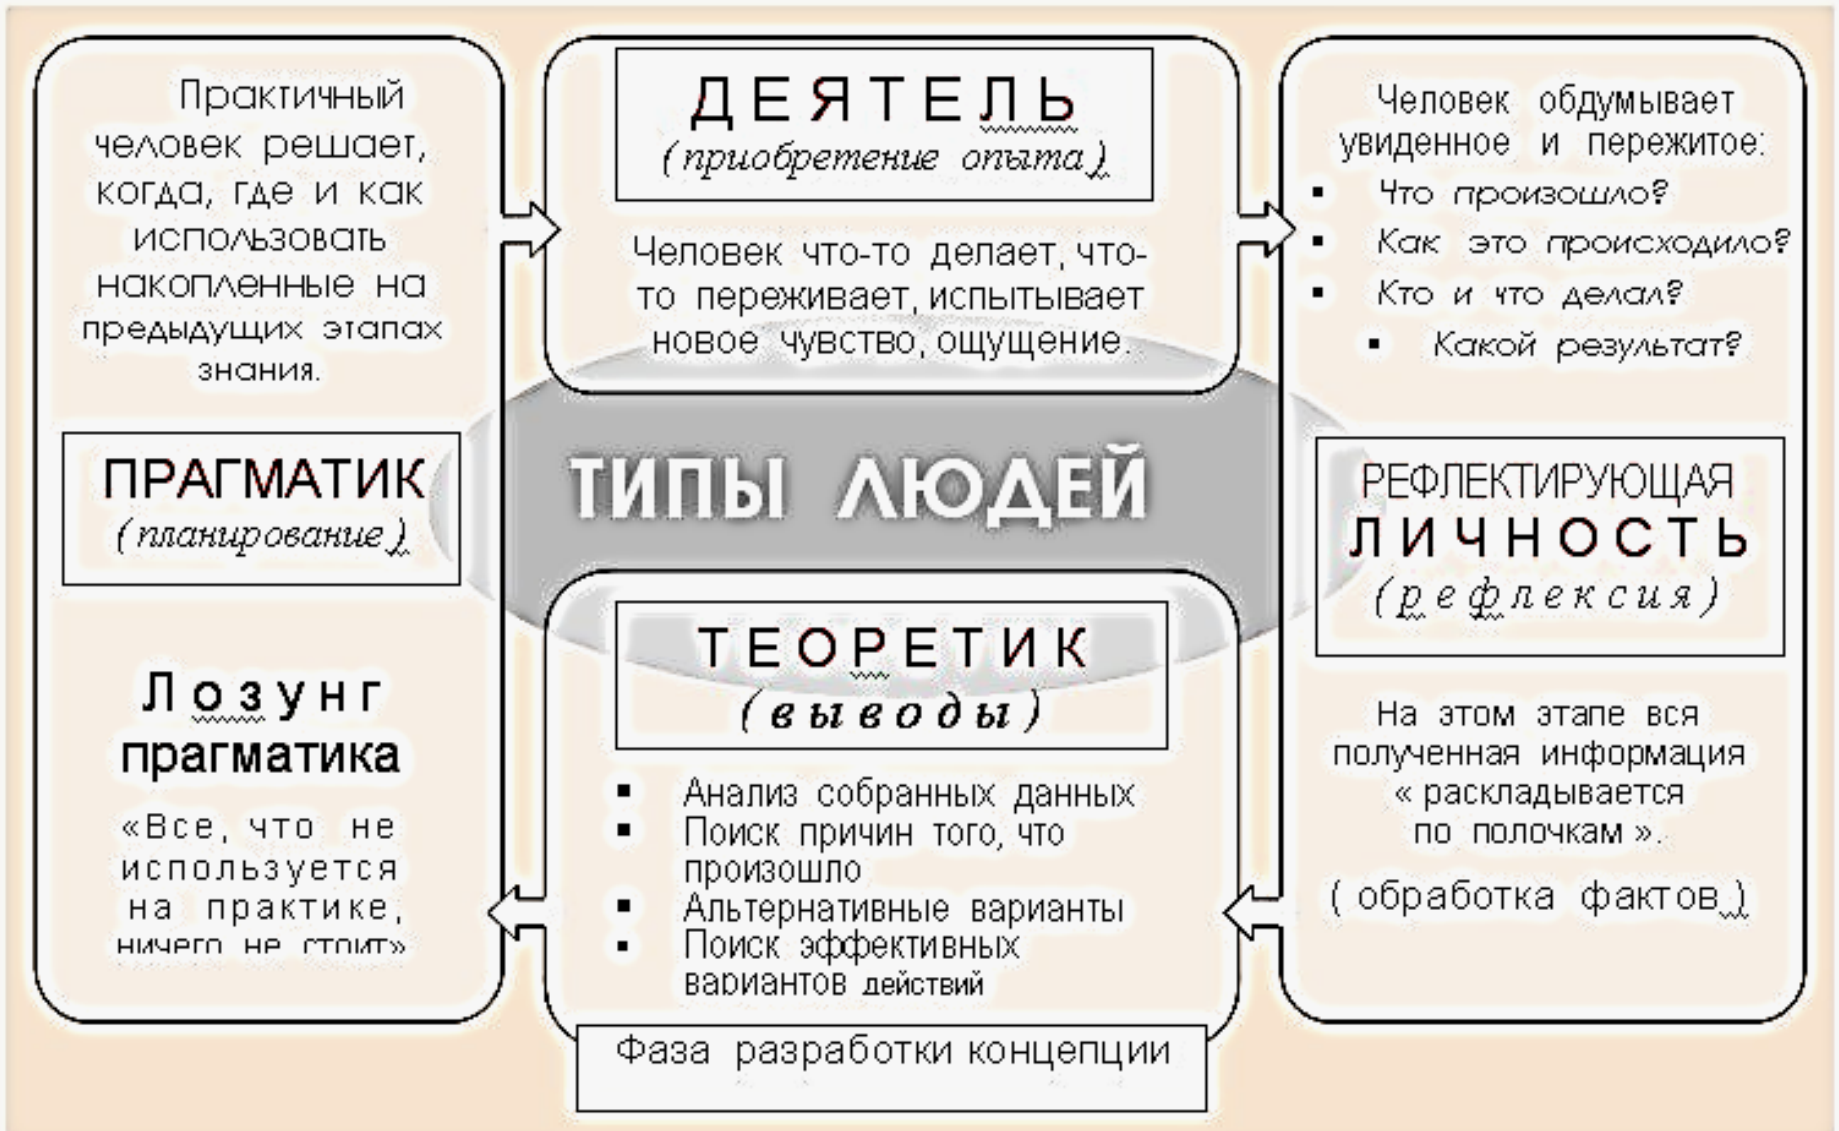 Практичный
человек решает,
когда, где и как
использовать
накопленные на
предыдущих этапах
знания.
ПРАГМАТИК
(планирование)
Лозунг
прагматика
«Все, что не
используется
на практике,
ничего не стоит»
ДЕЯТЕЛЬ
(приобретение опыта)
Человек что-то делает, что-
то переживает, испытывает
новое чувство, ощущение.
ТИПЫ ЛЮДЕЙ
ТЕОРЕТИК
(выводы)
▪ Анализ собранных данных
▪ Поиск причин того, что
произошло
▪ Альтернативные варианты
▪ Поиск эффективных
вариантов действий
Фаза разработки концепции
Человек обдумывает
увиденное и пережитое:
▪ Что произошло?
▪ Как это происходило?
▪ Кто и что делал?
▪ Какой результат?
РЕФЛЕКТИРУЮЩАЯ
ЛИЧНОСТЬ
(рефлексия)
На этом этапе вся
полученная информация
« раскладывается
по полочкам ».
( обработка фактов )